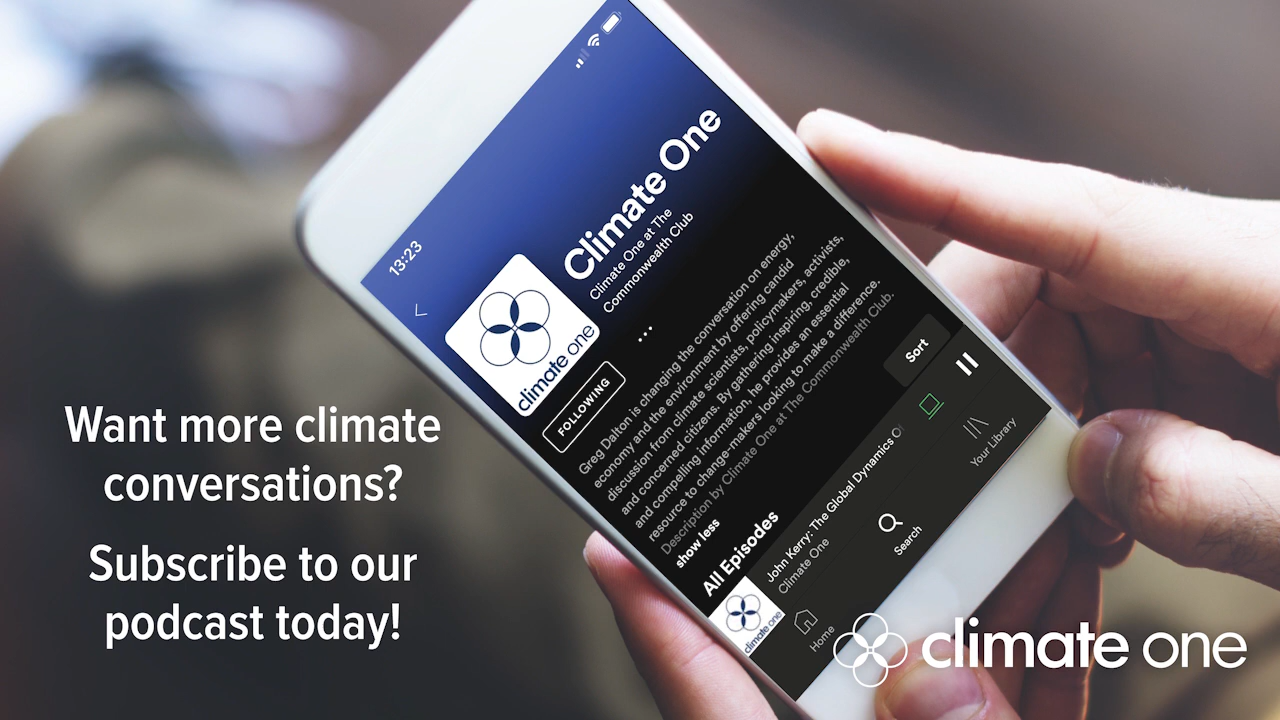 Want more climate
conversations?
Subscribe to our
podcast today!
13:23
climate one
Climate One
Climate One at The
Commonwealth Club
FOLLOWING
Greg Dalton is changing the conversation on energy,
economy and the environment by offering candid
discussion from climate scientists, policymakers, activists,
and concerned citizens. By gathering inspiring, credible,
and compelling information, he provides an essential
resource to change-makers looking to make a difference.
Description by Climate One at The Commonwealth Club.
show less
Sort
All Episodes
climate one
John Kerry: The Global Dynamics
Climate One
Home
Search
Your Library
climate one